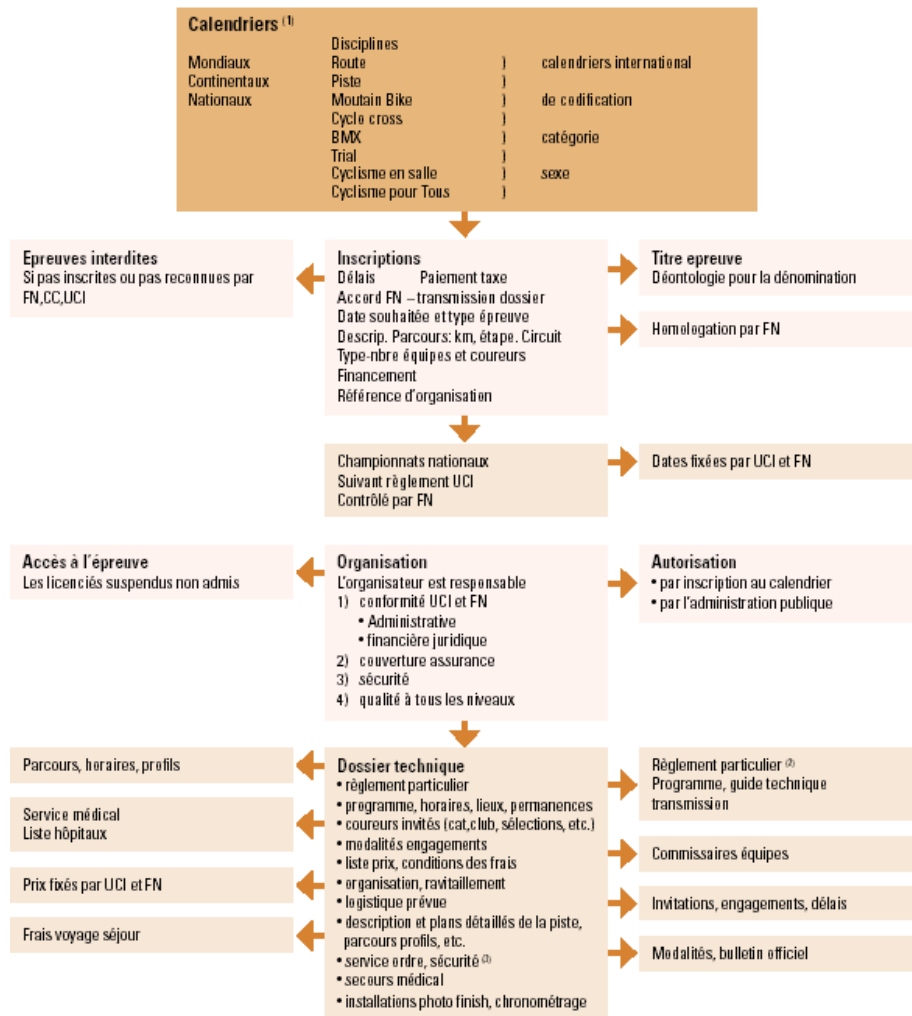 Calendriers (1)
Disciplines
Mondiaux Route ) calendriers international
Continentaux Piste )
Nationaux Moutain Bike ) de codification
Cyclo cross )
BMX ) catégorie
Trial )
Cyclisme en salle ) sexe
Cyclisme pour Tous )
Epreuves interdites
Si pas inscrites ou pas reconnues par
FN,CC,UCI
Inscriptions
Délais Paiement taxe
Accord FN – transmission dossier
Date souhaitée et type épreuve
Descrip. Parcours: km, étape. Circuit
Type-nbre équipes et coureurs
Financement
Référence d'organisation
Titre epreuve
Déontologie pour la dénomination
Homologation par FN
Championnats nationaux
Suivant règlement UCI
Contrôlé par FN
Dates fixées par UCI et FN
Accès à l'épreuve
Les licenciés suspendus non admis
Organisation
L'organisateur est responsable
1) conformité UCI et FN
• Administrative
• financière juridique
2) couverture assurance
3) sécurité
4) qualité à tous les niveaux
Autorisation
• par inscription au calendrier
• par l'administration publique
Parcours, horaires, profils
Service médical
Liste hôpitaux
Prix fixés par UCI et FN
Frais voyage séjour
Dossier technique
• règlement particulier
• programme, horaires, lieux, permanences
• coureurs invités (cat,club, sélections, etc.)
• modalités engagements
• liste prix, conditions des frais
• organisation, ravitaillement
• logistique prévue
• description et plans détaillés de la piste,
parcours profils, etc.
• service ordre, sécurité (3)
• secours médical
• installations photo finish, chronométrage
Règlement particulier (2)
Programme, guide technique
transmission
Commissaires équipes
Invitations, engagements, délais
Modalités, bulletin officiel